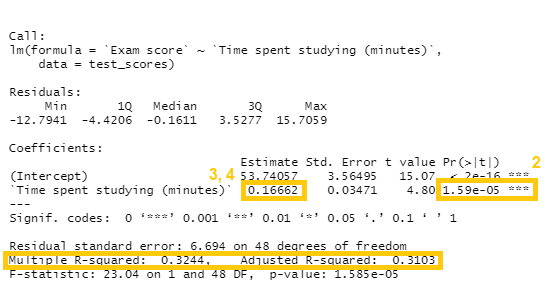 Call:
lm(formula = `Exam score` ~ `Time spent studying (minutes)`,
    data = test_scores)
Residuals:
     Min       1Q   Median       3Q      Max
-12.7941  -4.4206  -0.1611   3.5277  15.7059
Coefficients:
3, 4 Estimate Std. Error t value Pr(>|t|) 2
(Intercept) 53.74057 3.56495 15.07 < 2e-16 ***
`Time spent studying (minutes)` 0.16662 0.03471 4.80 1.59e-05 ***
---
Signif. codes:  0 ‘***’ 0.001 ‘**’ 0.01 ‘*’ 0.05 ‘.’ 0.1 ‘ ’ 1
Residual standard error: 6.694 on 48 degrees of freedom
Multiple R-squared:  0.3244,    Adjusted R-squared:  0.3103
F-statistic: 23.04 on 1 and 48 DF,  p-value: 1.585e-05